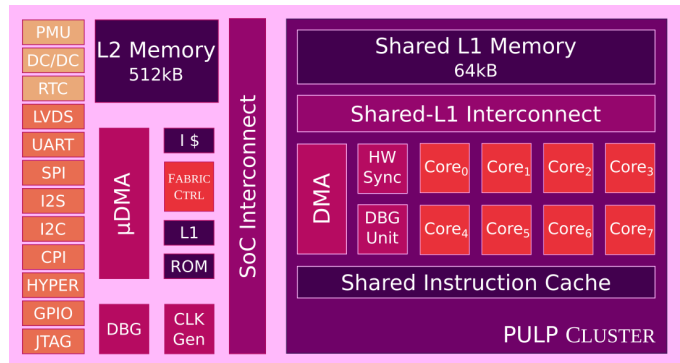 PMU
DC/DC
RTC
LVDS
UART
SPI
I2S
I2C
CPI
HYPER
GPIO
JTAG
L2 Memory
512kB
µDMA
I $
FABRIC
CTRL
L1
ROM
DBG
CLK
Gen
SoC Interconnect
Shared L1 Memory
64kB
Shared-L1 Interconnect
DMA
HW
Sync
Core₀
Core₁
Core₂
Core₃
DBG
Unit
Core₄
Core₅
Core₆
Core₇
Shared Instruction Cache
PULP CLUSTER